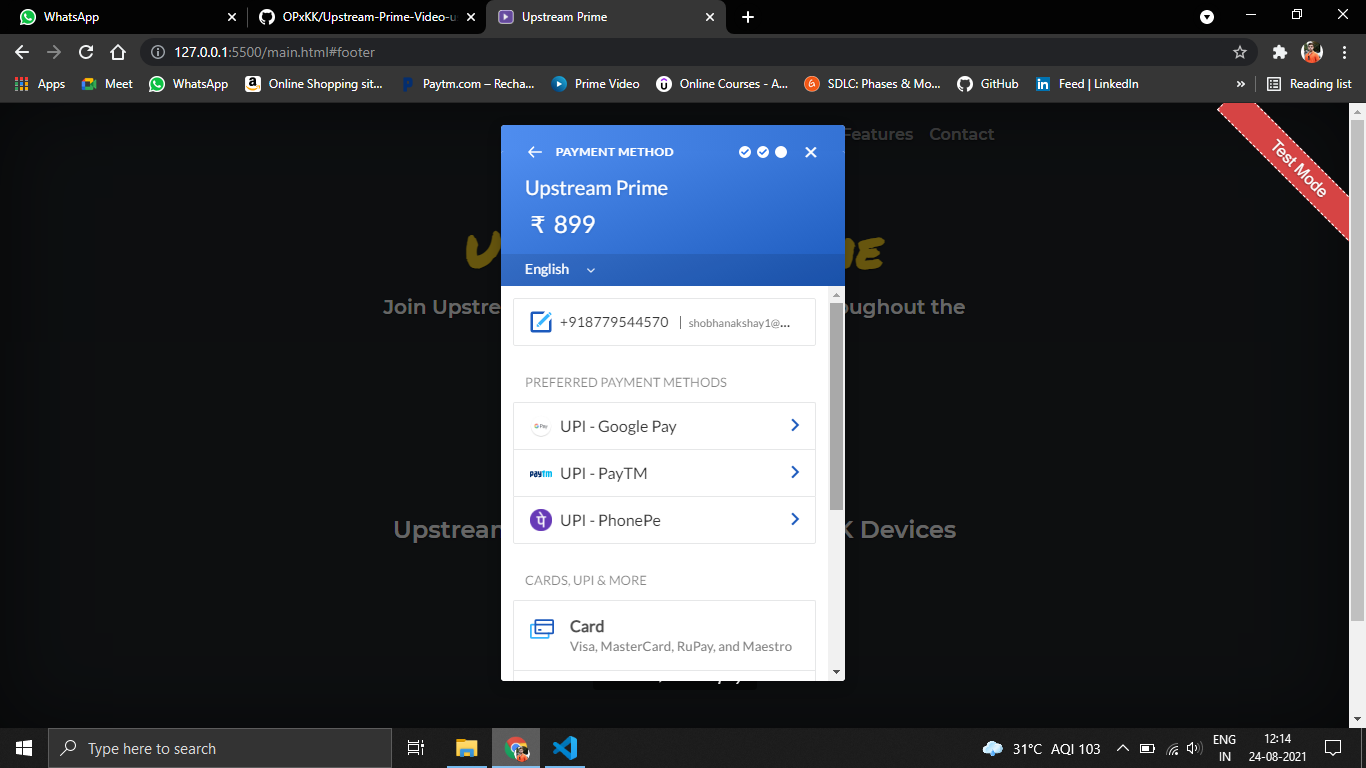 WhatsApp
OPxKK/Upstream-Prime-Video-u
Upstream Prime
127.0.0.1:5500/main.html#footer
Apps
Meet
WhatsApp
Online Shopping sit...
Paytm.com – Recha...
Prime Video
Online Courses - A...
SDLC: Phases & Mo...
GitHub
Feed | LinkedIn
»
Reading list
Features Contact
Test Mode
PAYMENT METHOD
Upstream Prime
₹ 899
English
Join Upstre
oughout the
+918779544570 | shobhanakshay1@...
PREFERRED PAYMENT METHODS
G Pay UPI - Google Pay
paytm UPI - PayTM
पे UPI - PhonePe
Upstrea
K Devices
CARDS, UPI & MORE
Card
Visa, MasterCard, RuPay, and Maestro
Type here to search
31°C AQI 103
ENG
IN
12:14
24-08-2021